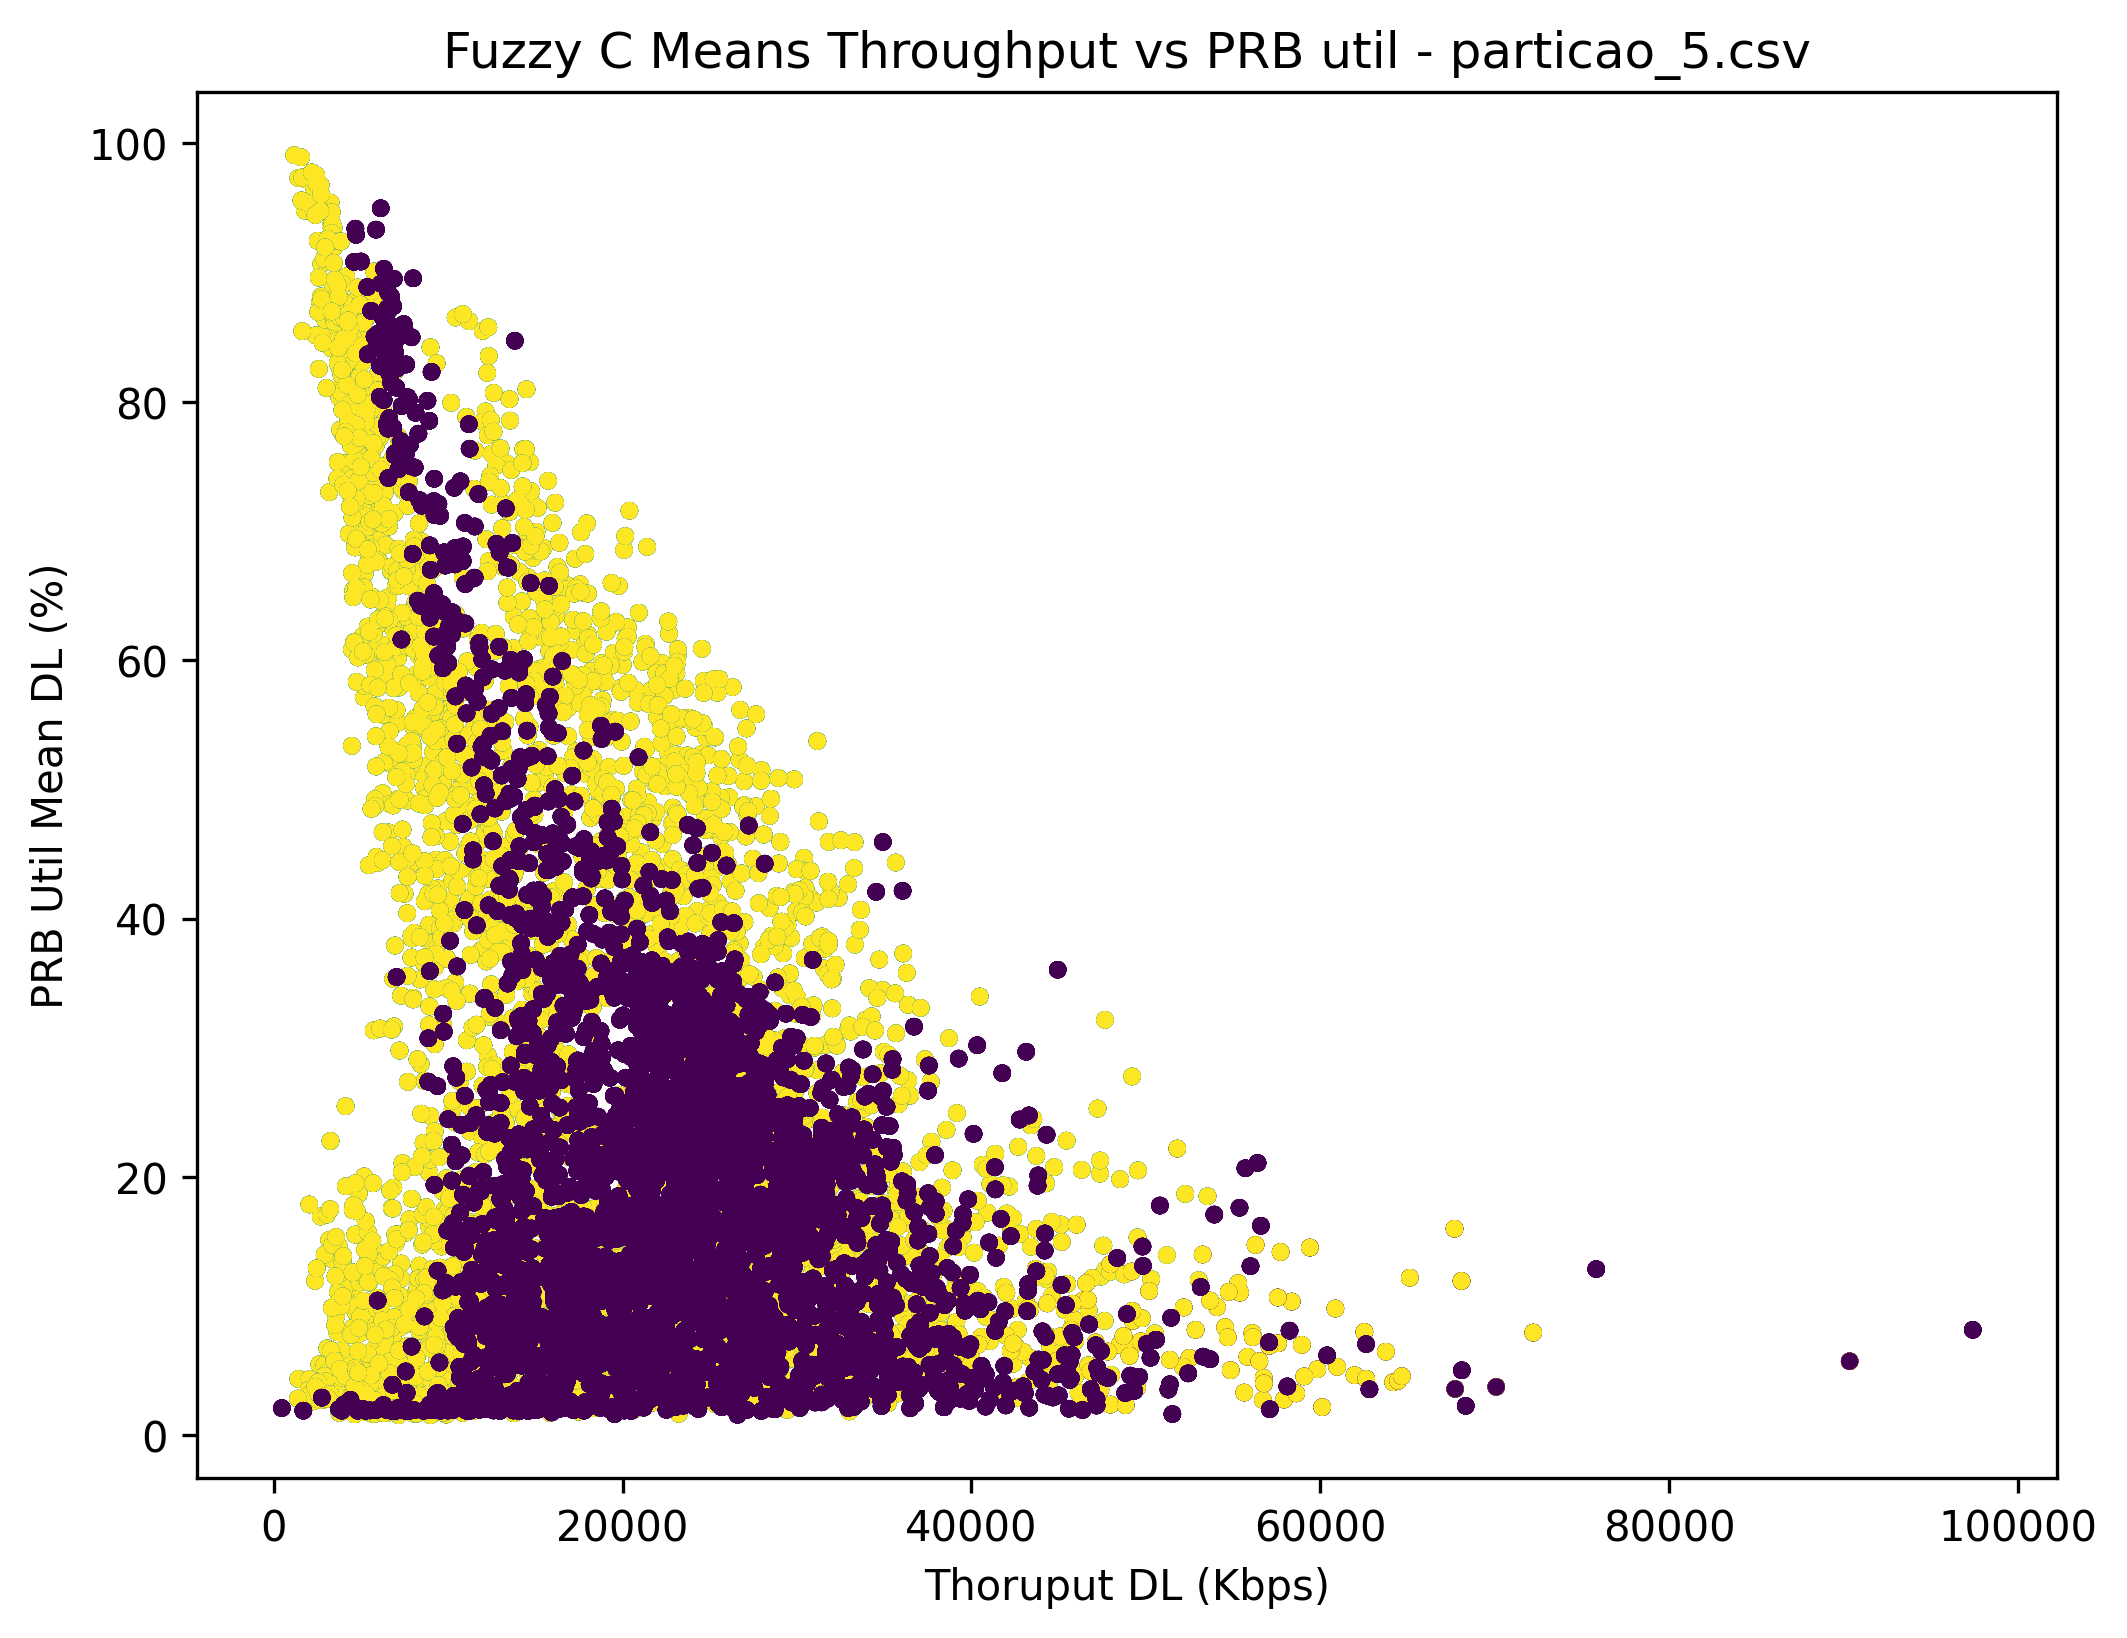 Fuzzy C Means Throughput vs PRB util - particao_5.csv
PRB Util Mean DL (%)
100
80
60
40
20
0
0 20000 40000 60000 80000 100000
Thoruput DL (Kbps)